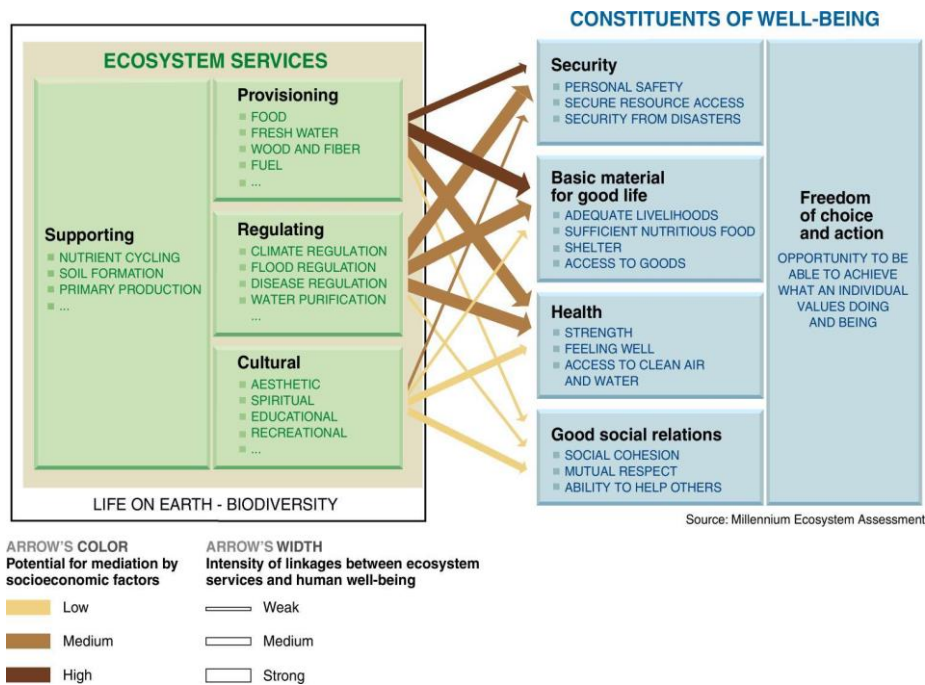 CONSTITUENTS OF WELL-BEING
ECOSYSTEM SERVICES
Supporting
NUTRIENT CYCLING
SOIL FORMATION
PRIMARY PRODUCTION
...
Provisioning
FOOD
FRESH WATER
WOOD AND FIBER
FUEL
...
Regulating
CLIMATE REGULATION
FLOOD REGULATION
DISEASE REGULATION
WATER PURIFICATION
...
Cultural
AESTHETIC
SPIRITUAL
EDUCATIONAL
RECREATIONAL
...
LIFE ON EARTH - BIODIVERSITY
Security
PERSONAL SAFETY
SECURE RESOURCE ACCESS
SECURITY FROM DISASTERS
Basic material
for good life
ADEQUATE LIVELIHOODS
SUFFICIENT NUTRITIOUS FOOD
SHELTER
ACCESS TO GOODS
Health
STRENGTH
FEELING WELL
ACCESS TO CLEAN AIR
AND WATER
Good social relations
SOCIAL COHESION
MUTUAL RESPECT
ABILITY TO HELP OTHERS
Freedom
of choice
and action
OPPORTUNITY TO BE
ABLE TO ACHIEVE
WHAT AN INDIVIDUAL
VALUES DOING
AND BEING
Source: Millennium Ecosystem Assessment
ARROW'S COLOR
Potential for mediation by
socioeconomic factors
Low
Medium
High
ARROW'S WIDTH
Intensity of linkages between ecosystem
services and human well-being
Weak
Medium
Strong